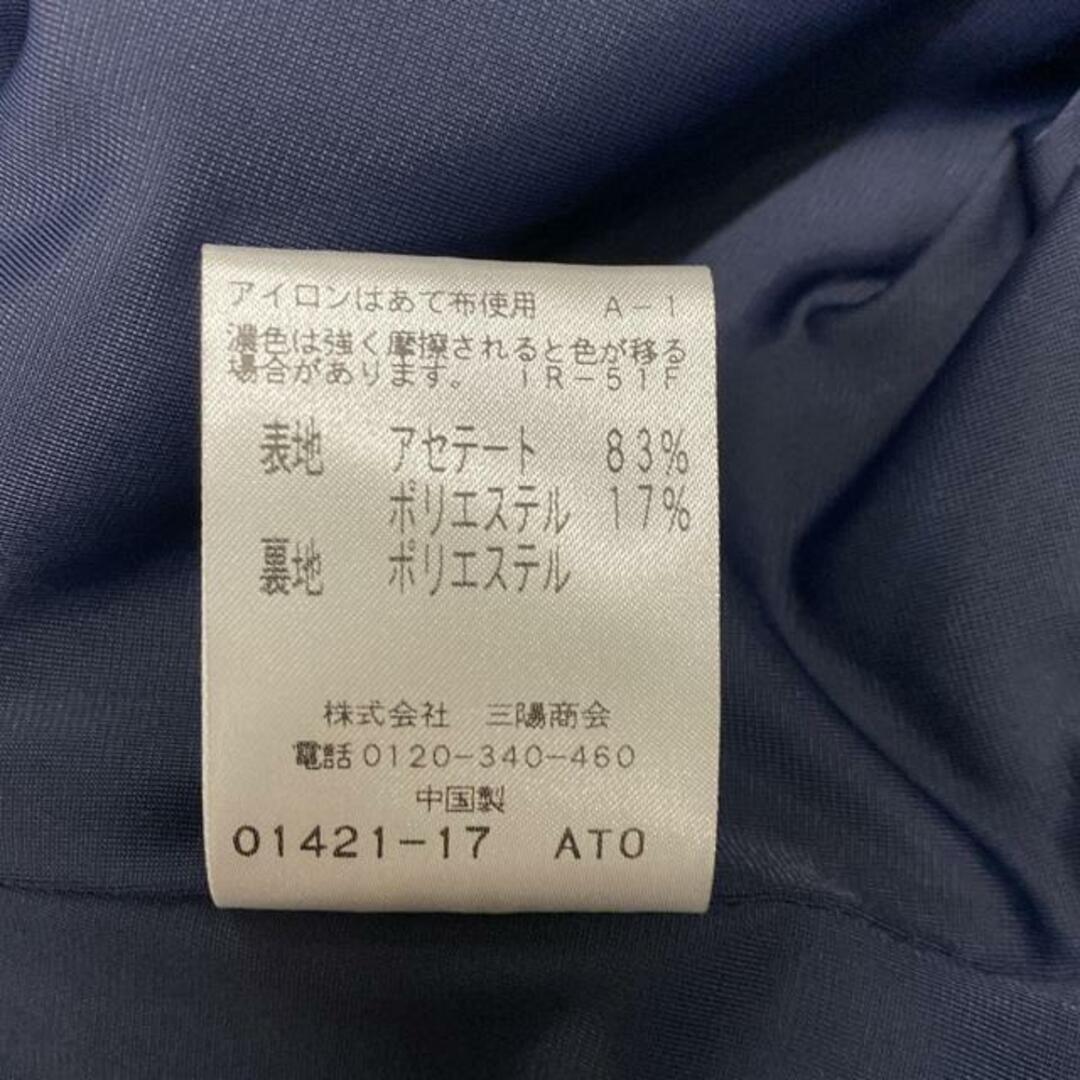 アイロンはあて布使用　A-1
濃色は強く摩擦されると色が移る
場合があります。　IR-51F
表地　アセテート　83%
ポリエステル　17%
裏地　ポリエステル
株式会社　三陽商会
電話0120-340-460
中国製
01421-17　ATO